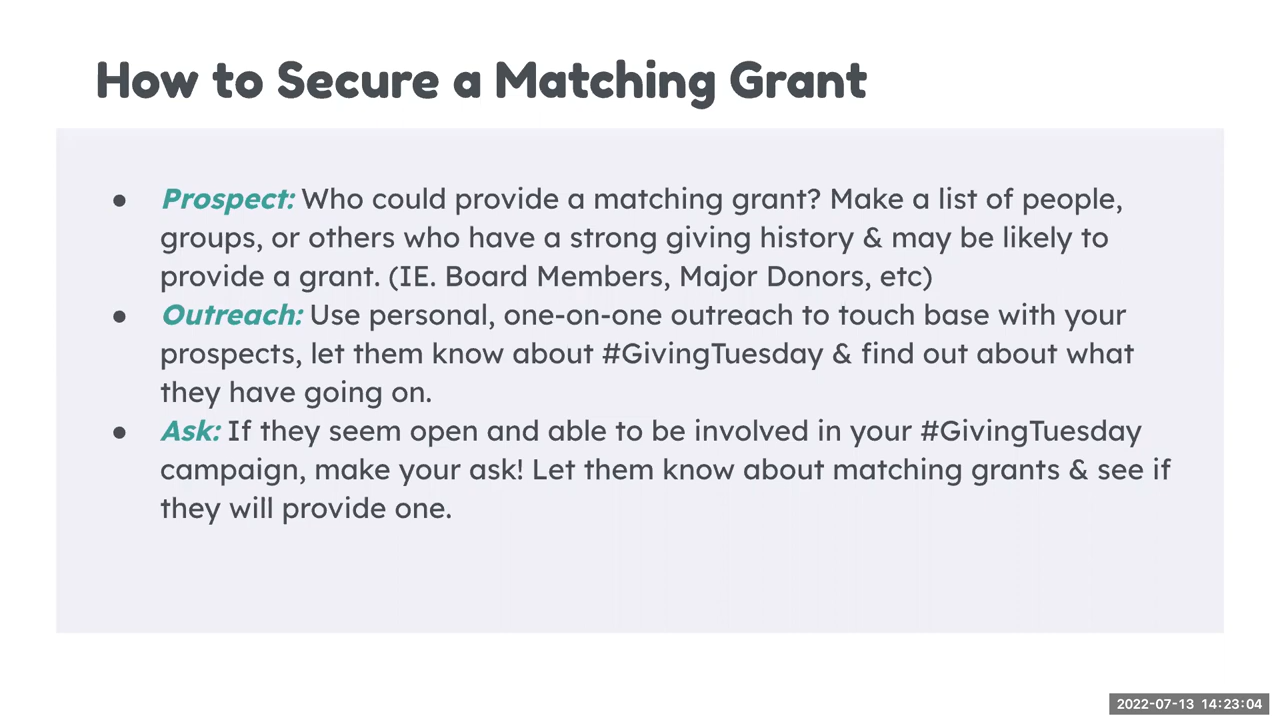 How to Secure a Matching Grant
● Prospect: Who could provide a matching grant? Make a list of people,
groups, or others who have a strong giving history & may be likely to
provide a grant. (IE. Board Members, Major Donors, etc)
● Outreach: Use personal, one-on-one outreach to touch base with your
prospects, let them know about #GivingTuesday & find out about what
they have going on.
● Ask: If they seem open and able to be involved in your #GivingTuesday
campaign, make your ask! Let them know about matching grants & see if
they will provide one.
2022-07-13 14:23:04